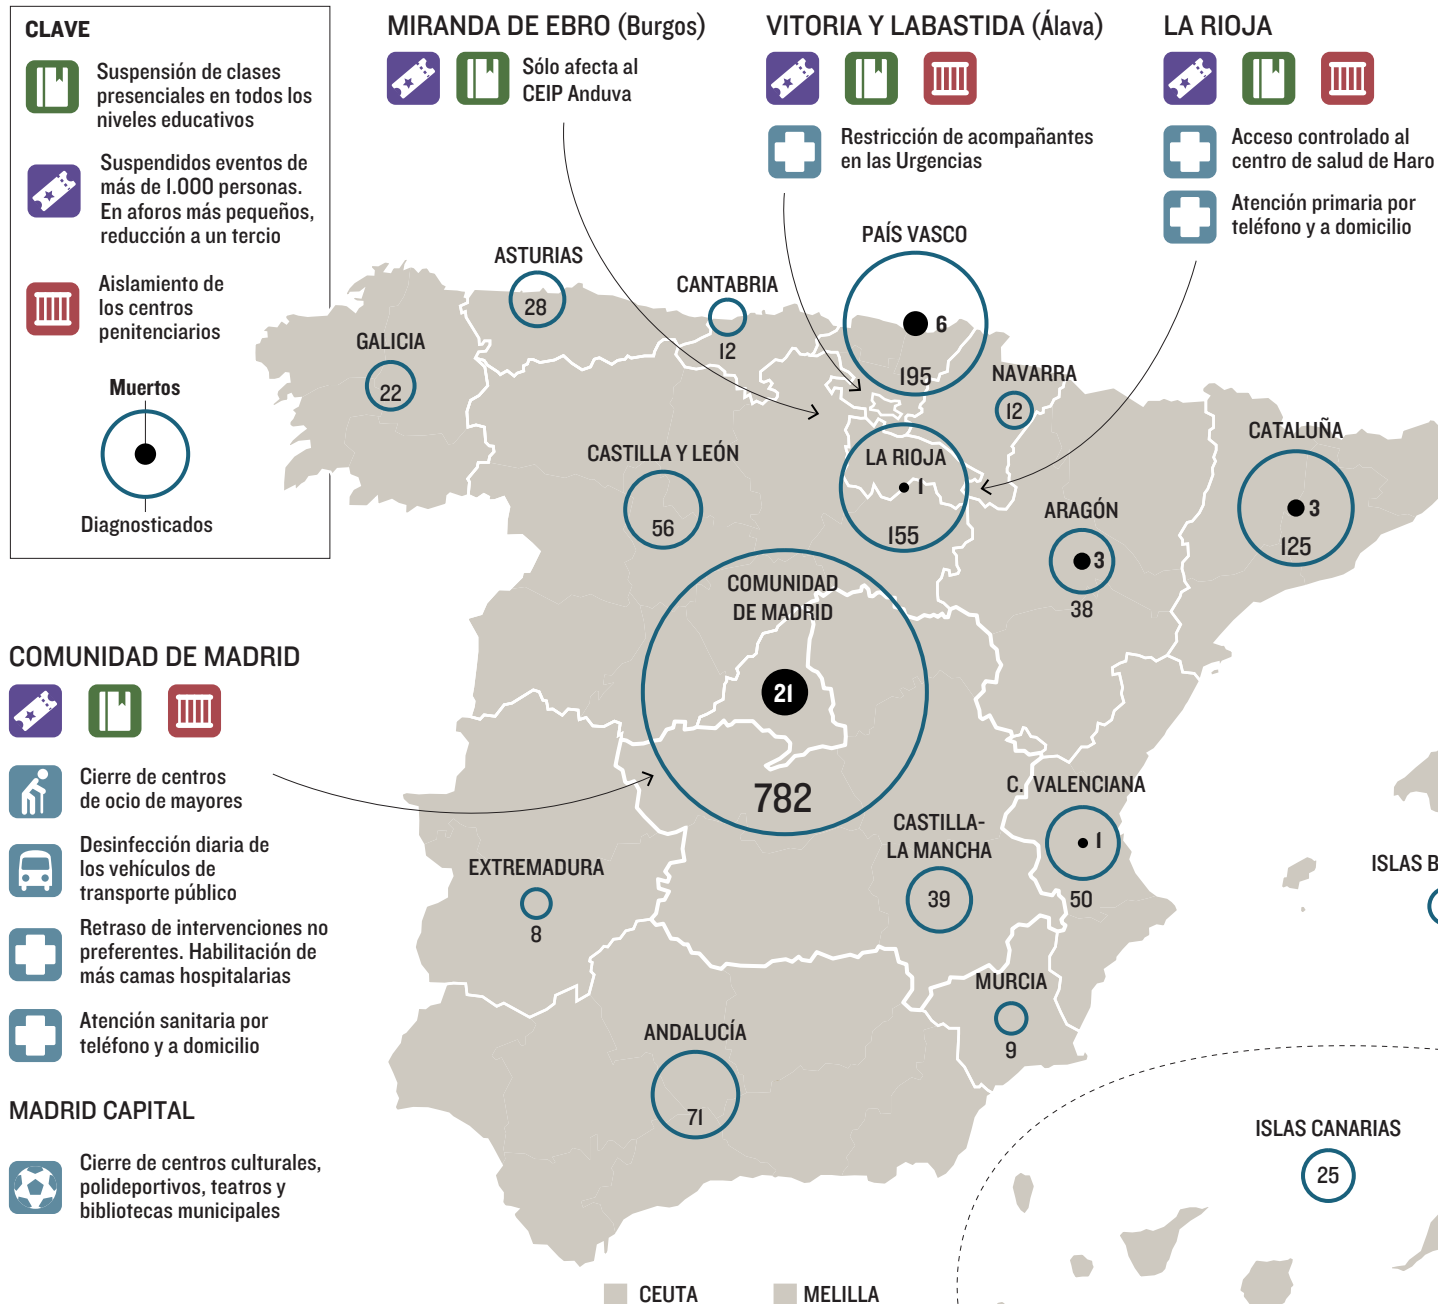 CLAVE
Suspensión de clases
presenciales en todos los
niveles educativos
Suspendidos eventos de
más de 1.000 personas.
En aforos más pequeños,
reducción a un tercio
Aislamiento de
los centros
penitenciarios
Muertos
Diagnosticados
MIRANDA DE EBRO (Burgos)
Sólo afecta al
CEIP Anduva
VITORIA Y LABASTIDA (Álava)
Restricción de acompañantes
en las Urgencias
LA RIOJA
Acceso controlado al
centro de salud de Haro
Atención primaria por
teléfono y a domicilio
PAÍS VASCO
6
195
ASTURIAS
28
CANTABRIA
12
GALICIA
22
NAVARRA
12
CASTILLA Y LEÓN
56
LA RIOJA
1
155
CATALUÑA
3
125
ARAGÓN
3
38
COMUNIDAD
DE MADRID
21
782
COMUNIDAD DE MADRID
Cierre de centros
de ocio de mayores
Desinfección diaria de
los vehículos de
transporte público
Retraso de intervenciones no
preferentes. Habilitación de
más camas hospitalarias
Atención sanitaria por
teléfono y a domicilio
MADRID CAPITAL
Cierre de centros culturales,
polideportivos, teatros y
bibliotecas municipales
C. VALENCIANA
1
50
CASTILLA-
LA MANCHA
39
EXTREMADURA
8
ISLAS B
MURCIA
9
ANDALUCÍA
71
ISLAS CANARIAS
25
CEUTA
MELILLA